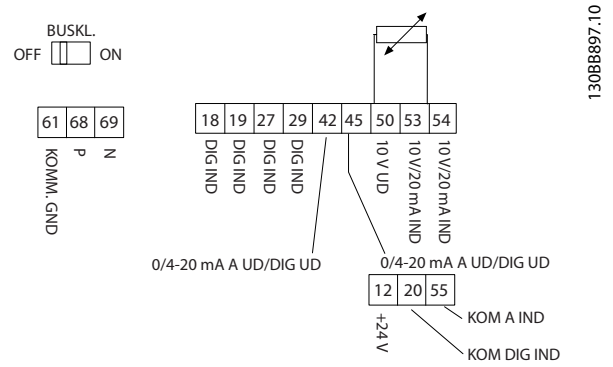 130BB897.10
BUSKL.
OFF ON
61 68 69
KOMM. GND
P
N
18 19 27 29 42 45 50 53 54
DIG IND
DIG IND
DIG IND
DIG IND
10 V UD
10 V/20 mA IND
10 V/20 mA IND
0/4-20 mA A UD/DIG UD
0/4-20 mA A UD/DIG UD
12 20 55
+24 V
KOM A IND
KOM DIG IND